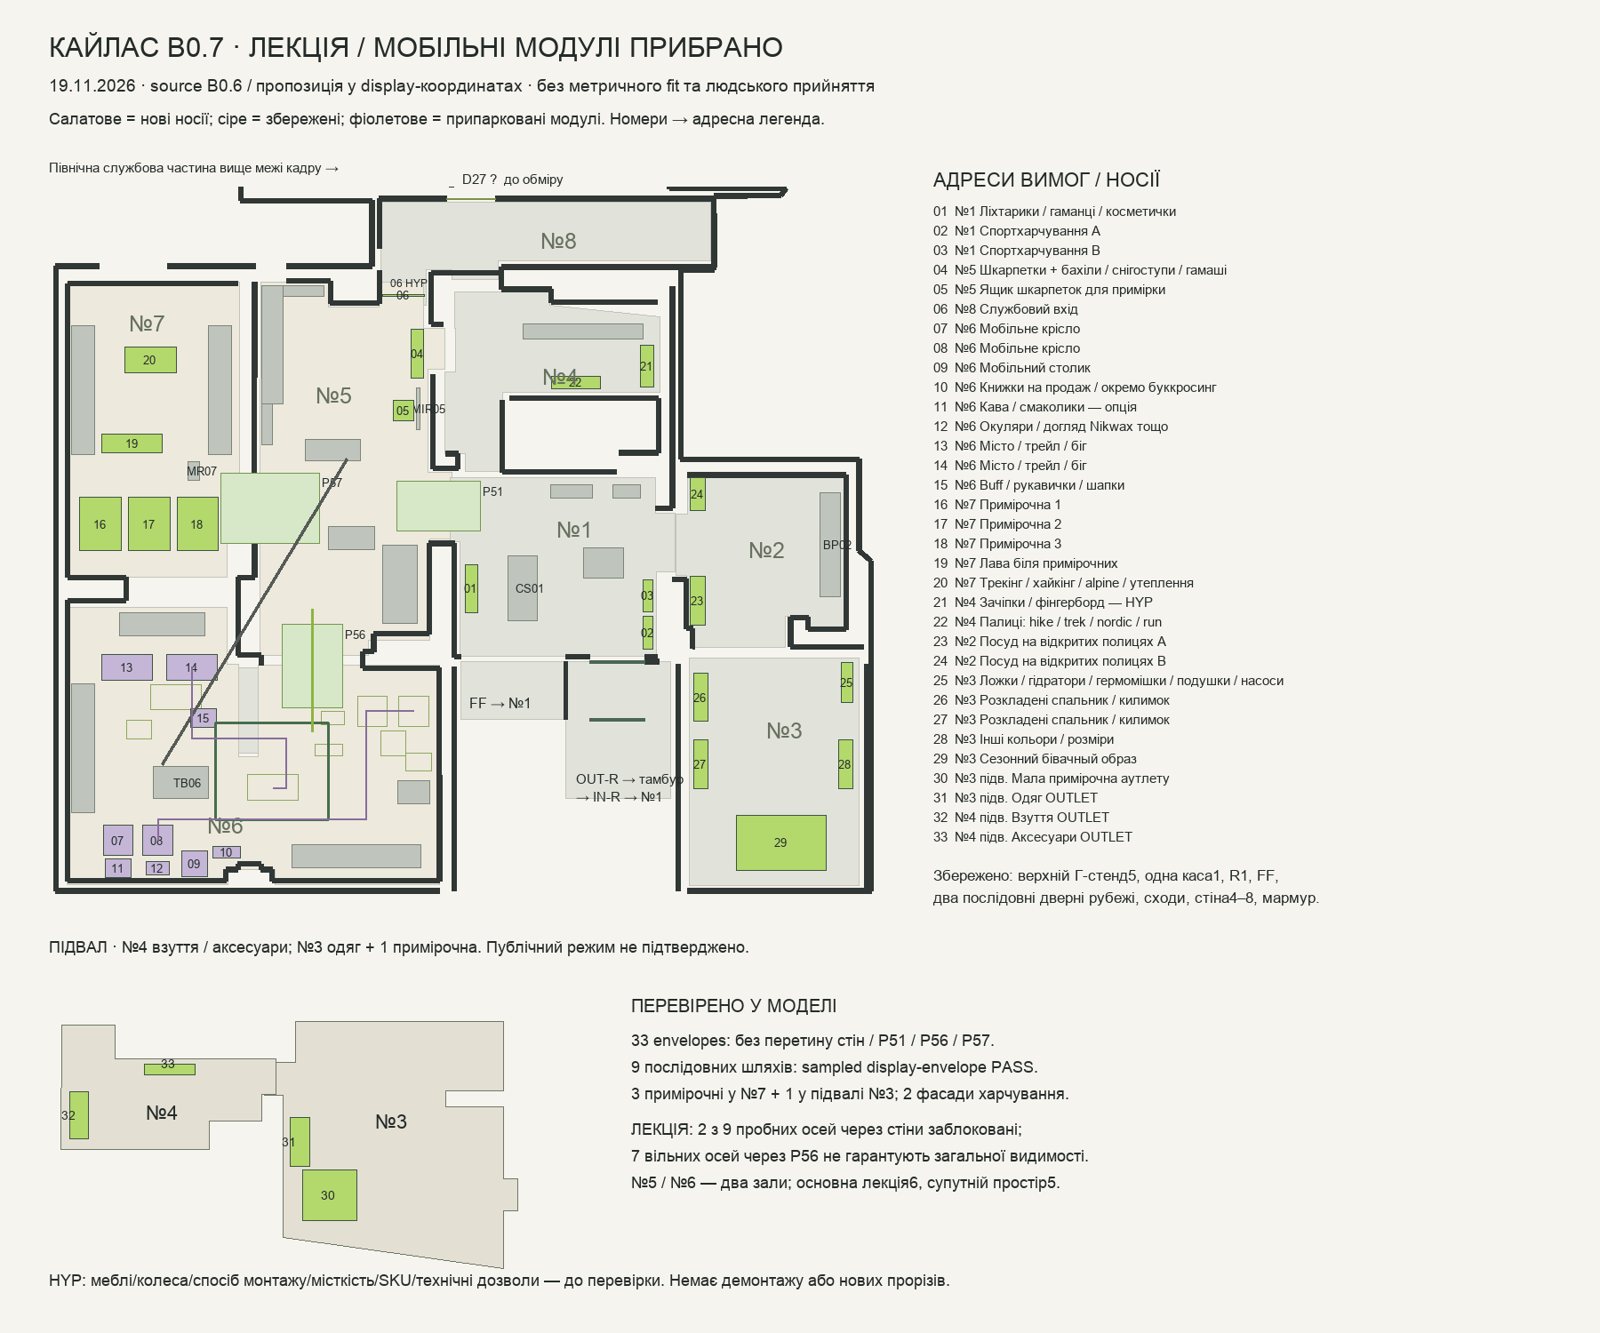 КАЙЛАС B0.7 · ЛЕКЦІЯ / МОБІЛЬНІ МОДУЛІ ПРИБРАНО
19.11.2026 · source B0.6 / пропозиція у display-координатах · без метричного fit та людського прийняття
Салатове = нові носії; сіре = збережені; фіолетове = припарковані модулі. Номери → адресна легенда.
Північна службова частина вище межі кадру →
D27 ? до обміру
№8
06 HYP
06
№7
20
04
№4
21
22
№5
05
MIR05
19
MR07
P57
P51
24
№1
№2
BP02
16
17
18
01
CS01
03
23
02
P56
13
14
26
25
FF → №1
15
№3
27
28
TB06
OUT-R → тамбур
→ IN-R → №1
№6
07
08
10
09
11
12
29
АДРЕСИ ВИМОГ / НОСІЇ
01 №1 Ліхтарики / гаманці / косметички
02 №1 Спортхарчування A
03 №1 Спортхарчування B
04 №5 Шкарпетки + бахіли / снігоступи / гамаші
05 №5 Ящик шкарпеток для примірки
06 №8 Службовий вхід
07 №6 Мобільне крісло
08 №6 Мобільне крісло
09 №6 Мобільний столик
10 №6 Книжки на продаж / окремо буккросинг
11 №6 Кава / смаколики — опція
12 №6 Окуляри / догляд Nikwax тощо
13 №6 Місто / трейл / біг
14 №6 Місто / трейл / біг
15 №6 Buff / рукавички / шапки
16 №7 Примірочна 1
17 №7 Примірочна 2
18 №7 Примірочна 3
19 №7 Лава біля примірочних
20 №7 Трекінг / хайкінг / alpine / утеплення
21 №4 Зачіпки / фінгерборд — HYP
22 №4 Палиці: hike / trek / nordic / run
23 №2 Посуд на відкритих полицях A
24 №2 Посуд на відкритих полицях B
25 №3 Ложки / гідратори / гермомішки / подушки / насоси
26 №3 Розкладені спальник / килимок
27 №3 Розкладені спальник / килимок
28 №3 Інші кольори / розміри
29 №3 Сезонний бівачний образ
30 №3 підв. Мала примірочна аутлету
31 №3 підв. Одяг OUTLET
32 №4 підв. Взуття OUTLET
33 №4 підв. Аксесуари OUTLET
Збережено: верхній Г-стенд5, одна каса1, R1, FF,
два послідовні дверні рубежі, сходи, стіна4–8, мармур.
ПІДВАЛ · №4 взуття / аксесуари; №3 одяг + 1 примірочна. Публічний режим не підтверджено.
33
32
№4
№3
31
30
ПЕРЕВІРЕНО У МОДЕЛІ
33 envelopes: без перетину стін / P51 / P56 / P57.
9 послідовних шляхів: sampled display-envelope PASS.
3 примірочні у №7 + 1 у підвалі №3; 2 фасади харчування.
ЛЕКЦІЯ: 2 з 9 пробних осей через стіни заблоковані;
7 вільних осей через P56 не гарантують загальної видимості.
№5 / №6 — два зали; основна лекція6, супутній простір5.
HYP: меблі/колеса/спосіб монтажу/місткість/SKU/технічні дозволи — до перевірки. Немає демонтажу або нових прорізів.